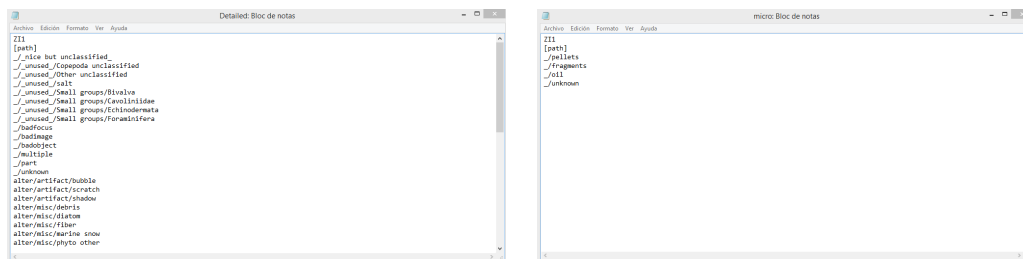 Detailed: Bloc de notas
Archivo Edición Formato Ver Ayuda
ZI1
[path]
_/_nice but unclassified_
_/_unused_/Copepoda unclassified
_/_unused_/Other unclassified
_/_unused_/salt
_/_unused_/Small groups/Bivalva
_/_unused_/Small groups/Cavoliniidae
_/_unused_/Small groups/Echinodermata
_/_unused_/Small groups/Foraminifera
_/badfocus
_/badimage
_/badobject
_/multiple
_/part
_/unknown
alter/artifact/bubble
alter/artifact/scratch
alter/artifact/shadow
alter/misc/debris
alter/misc/diatom
alter/misc/fiber
alter/misc/marine snow
alter/misc/phyto other
micro: Bloc de notas
Archivo Edición Formato Ver Ayuda
ZI1
[path]
_/pellets
_/fragments
_/oil
_/unknown